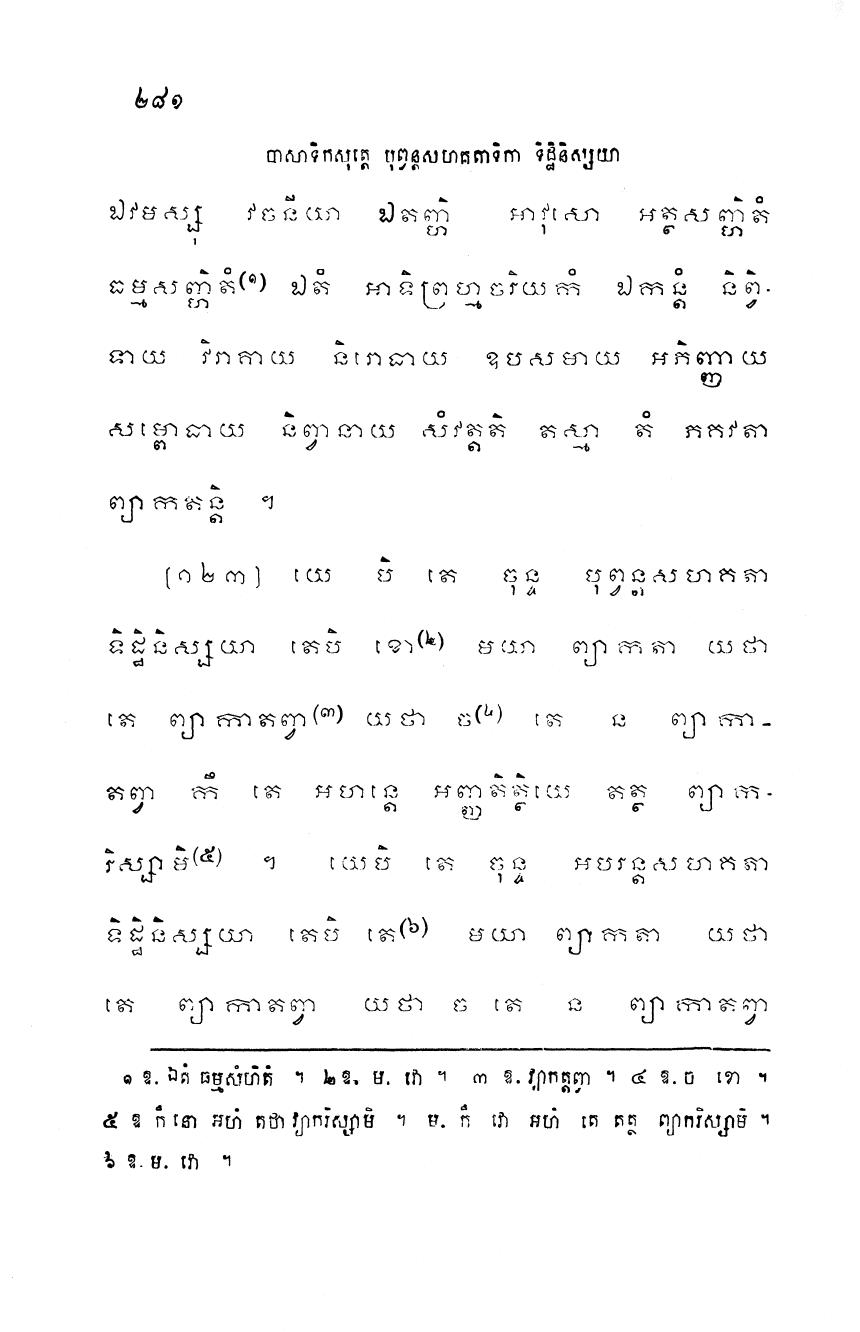 ២៨១
បាសាទិកសុត្តេ បុព្វន្តសហគតាទិកា ទិដ្ឋិនិស្សយា
ឯវមស្សុ វចនីយា ឯតញ្ហិ អាវុសោ អត្ថសញ្ហិតំ
ធម្មសញ្ហិតំ(១) ឯតំ អាទិព្រហ្មចរិយកំ ឯកន្តំ និព្វិ-
ទាយ វិរាគាយ និរោធាយ ឧបសមាយ អភិញ្ញាយ
សម្ពោធាយ និព្វានាយ សំវត្តតិ តស្មា តំ ភគវតា
ព្យាកតន្តិ ។
[១២៣] យេ បិ តេ ចុន្ទ បុព្វន្តសហគតា
ទិដ្ឋិនិស្សយា តេបិ ខោ(២) មយា ព្យាកតា យថា
តេ ព្យាកាតព្វា(៣) យថា ច(៤) តេ ន ព្យាកា-
តព្វា កឹ តេ អហន្តេ អញ្ញតិត្ថិយេ តត្ថ ព្យាក-
រិស្សាមិ(៥) ។ យេបិ តេ ចុន្ទ អបរន្តសហគតា
ទិដ្ឋិនិស្សយា តេបិ តេ(៦) មយា ព្យាកតា យថា
តេ ព្យាកាតព្វា យថា ច តេ ន ព្យាកាតព្វា
១ ឱ. ឯតំ ធម្មសំហិតំ ។ ២ ឱ. ម. វោ ។ ៣ ឱ. វ្យាកត្តព្វា ។ ៤ ឱ. ច ខោ ។
៥ ឱ កឹ នោ អហំ តថា វ្យាករិស្សាមិ ។ ម. កឹ វោ អហំ តេ តត្ថ ព្យាករិស្សាមិ ។
៦ ឱ. ម. វោ ។